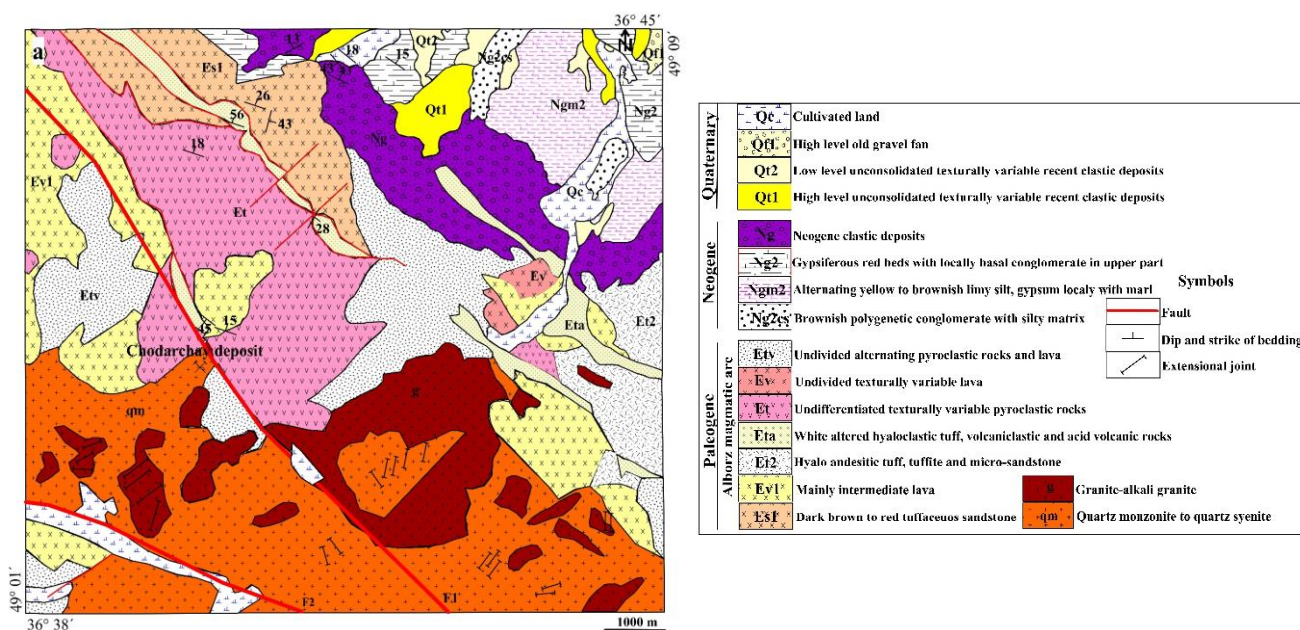 36° 45´
a
N
49° 09´
13
18
15
Qt2
Ng2cs
Qf1
Es1
43
26
Qt1
Ngm2
Ng2
56
43
18
Ng
Ev1
Qc
Et
28
Ev
Etv
Eta
Et2
45
15
Chodarchay deposit
qm
g
49° 01´
F2
F1
36° 38´
1000 m
Quaternary
Qc Cultivated land
Qf1 High level old gravel fan
Qt2 Low level unconsolidated texturally variable recent clastic deposits
Qt1 High level unconsolidated texturally variable recent clastic deposits
Neogene
Ng Neogene clastic deposits
Ng2 Gypsiferous red beds with locally basal conglomerate in upper part
Ngm2 Alternating yellow to brownish limy silt, gypsum localy with marl
Ng2cs Brownish polygenetic conglomerate with silty matrix
Paleogene
Alborz magmatic arc
Etv Undivided alternating pyroclastic rocks and lava
Ev Undivided texturally variable lava
Et Undifferentiated texturally variable pyroclastic rocks
Eta White altered hyaloclastic tuff, volcaniclastic and acid volcanic rocks
Et2 Hyalo andesitic tuff, tuffite and micro-sandstone
Ev1 Mainly intermediate lava
Es1 Dark brown to red tuffaceuos sandstone
g Granite-alkali granite
qm Quartz monzonite to quartz syenite
Symbols
Fault
Dip and strike of bedding
Extensional joint